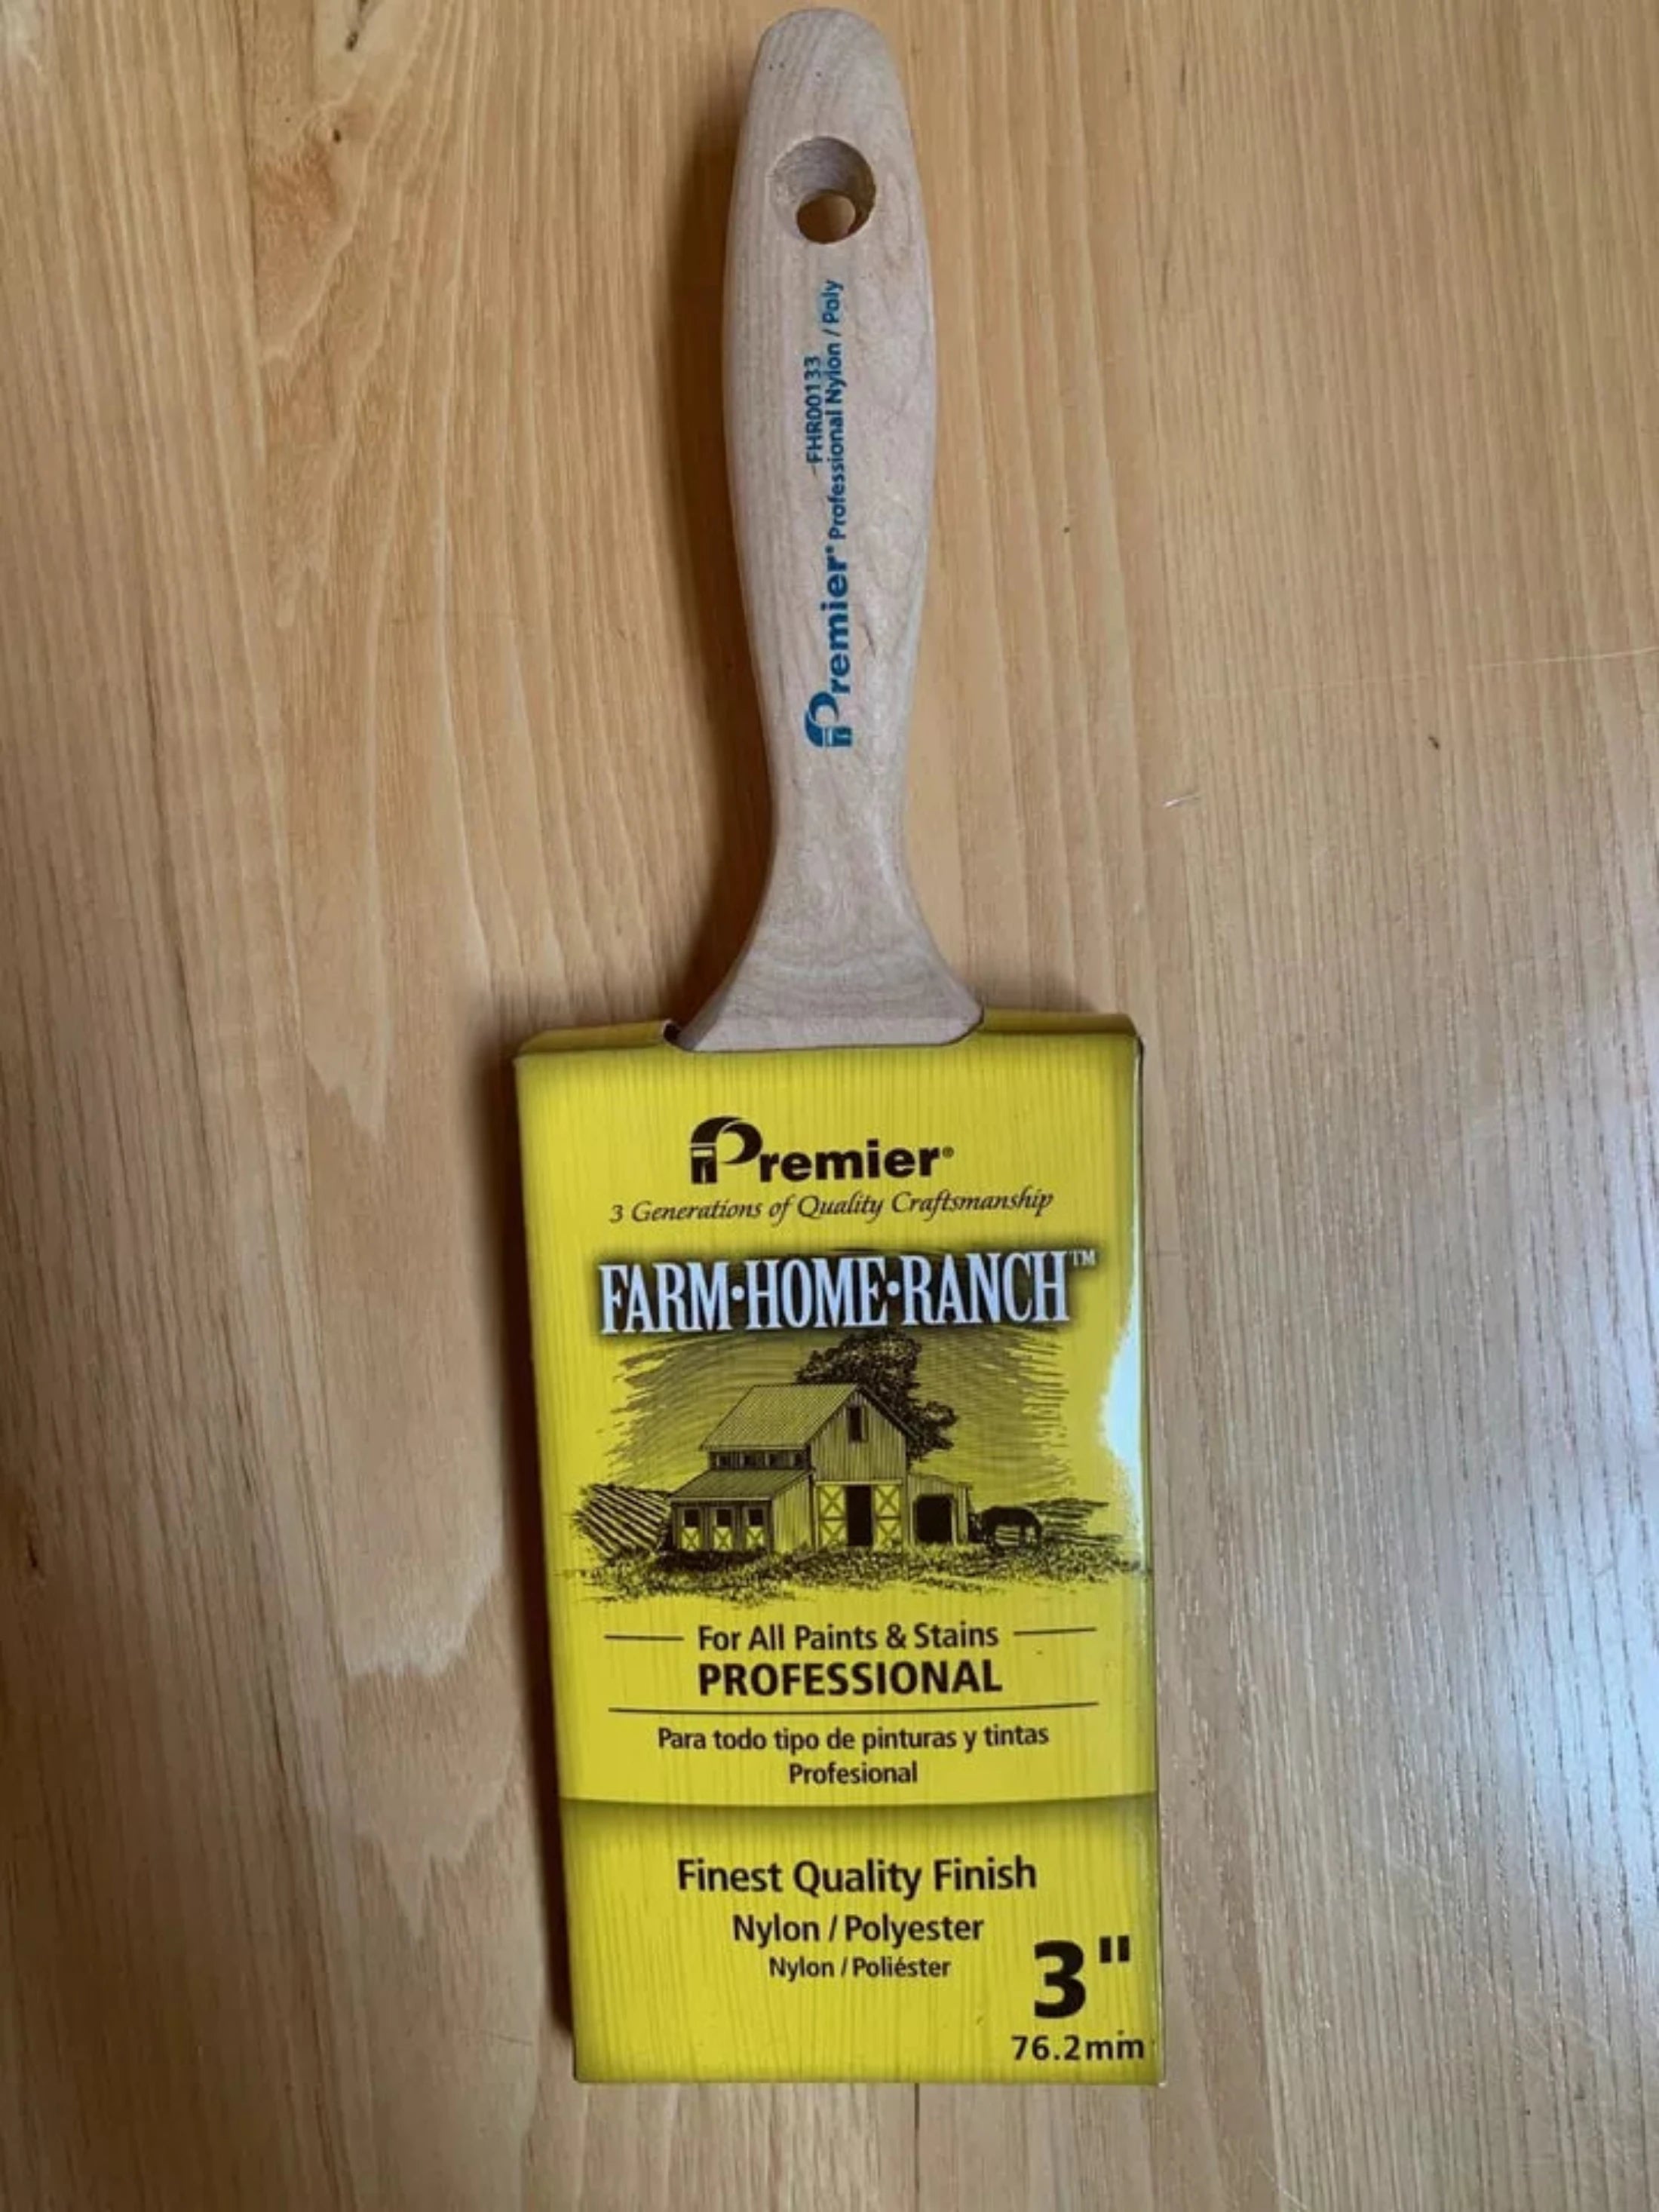 FHR00133
Premier® Professional Nylon / Poly
Premier®
3 Generations of Quality Craftsmanship
FARM•HOME•RANCH™
For All Paints & Stains
PROFESSIONAL
Para todo tipo de pinturas y tintas
Profesional
Finest Quality Finish
Nylon / Polyester
Nylon / Poliéster
3"
76.2mm